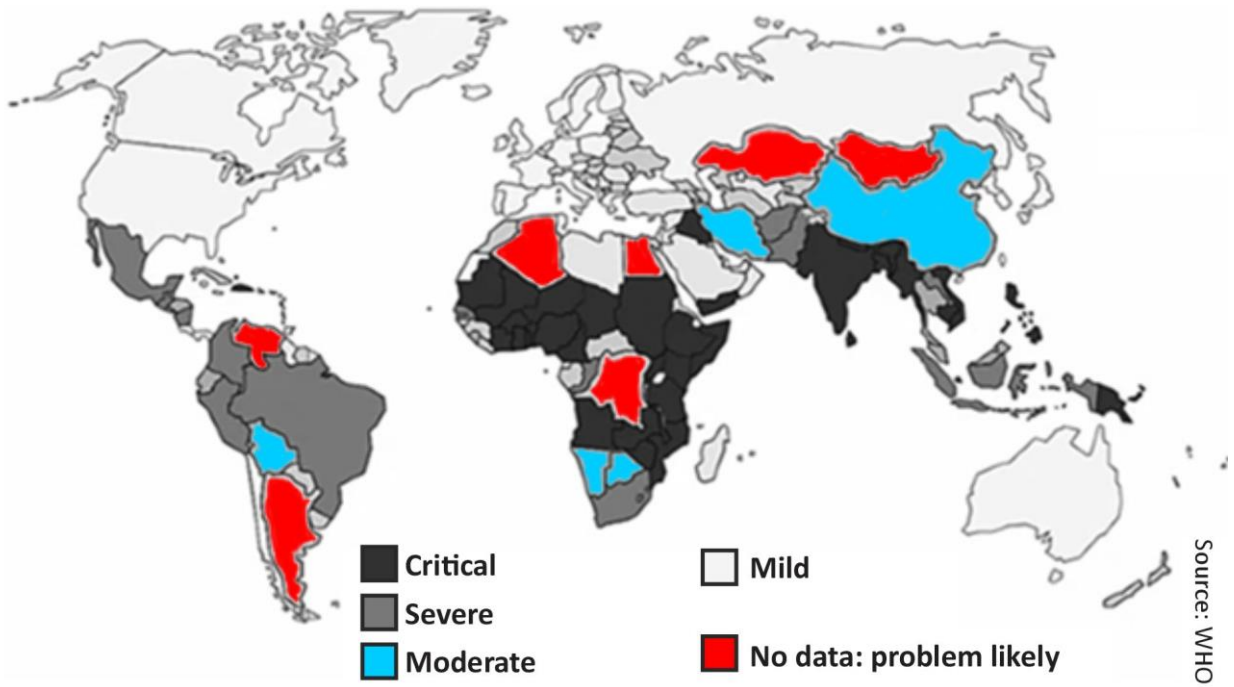 Critical
Severe
Moderate
Mild
No data: problem likely
Source: WHO